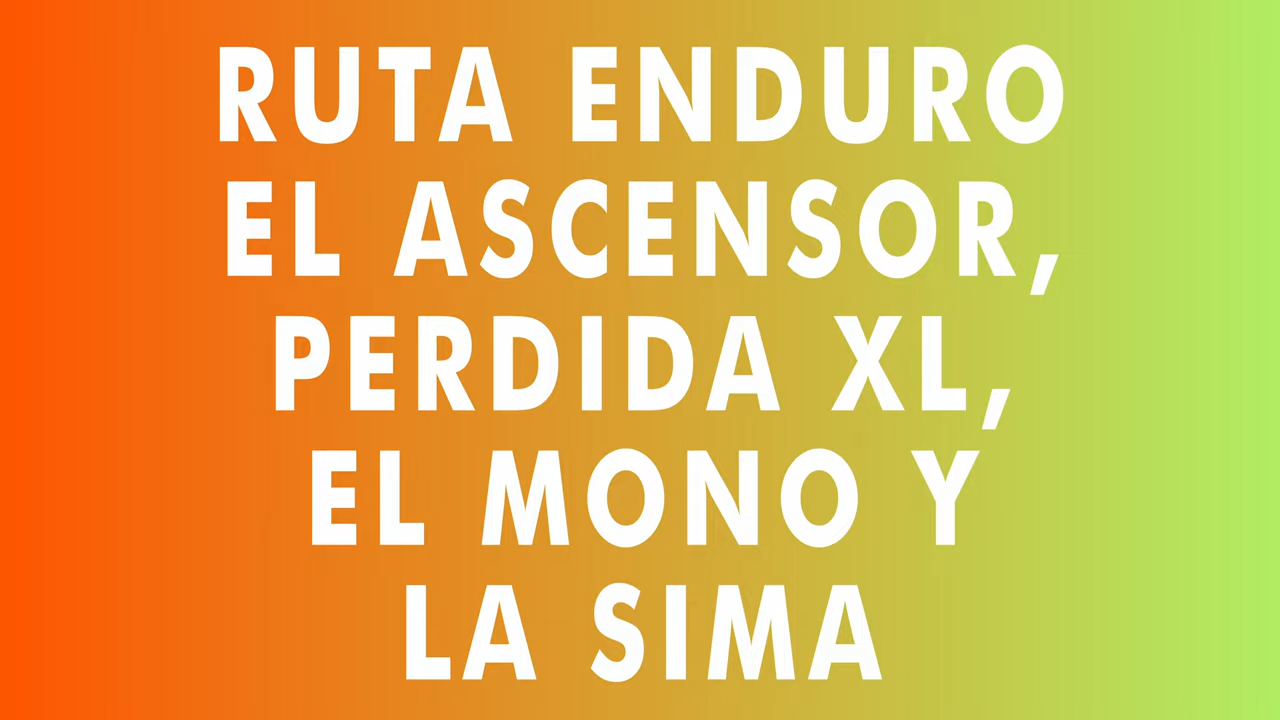 RUTA ENDURO
EL ASCENSOR,
PERDIDA XL,
EL MONO Y
LA SIMA